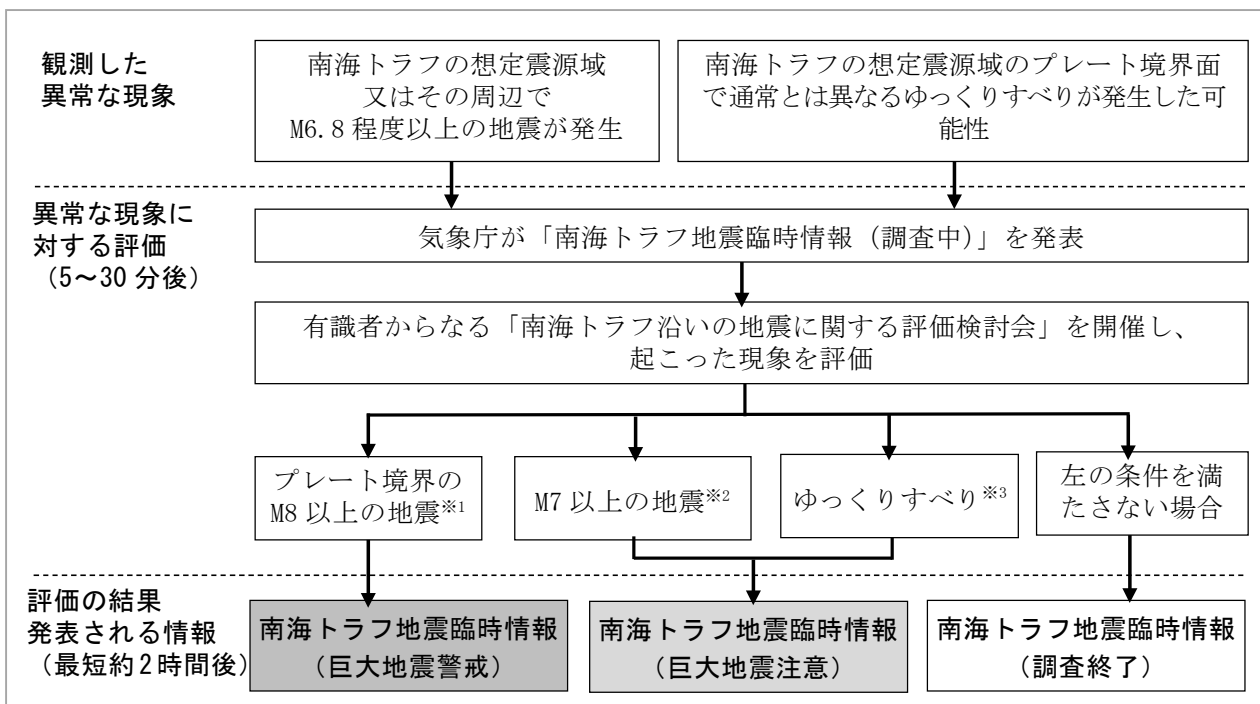 観測した
異常な現象
南海トラフの想定震源域
又はその周辺で
M6.8 程度以上の地震が発生
南海トラフの想定震源域のプレート境界面
で通常とは異なるゆっくりすべりが発生した可
能性
異常な現象に
対する評価
(5～30 分後)
気象庁が「南海トラフ地震臨時情報（調査中）」を発表
有識者からなる「南海トラフ沿いの地震に関する評価検討会」を開催し、
起こった現象を評価
プレート境界の
M8 以上の地震※1
M7 以上の地震※2
ゆっくりすべり※3
左の条件を満
たさない場合
評価の結果
発表される情報
(最短約2時間後)
南海トラフ地震臨時情報
（巨大地震警戒）
南海トラフ地震臨時情報
（巨大地震注意）
南海トラフ地震臨時情報
（調査終了）